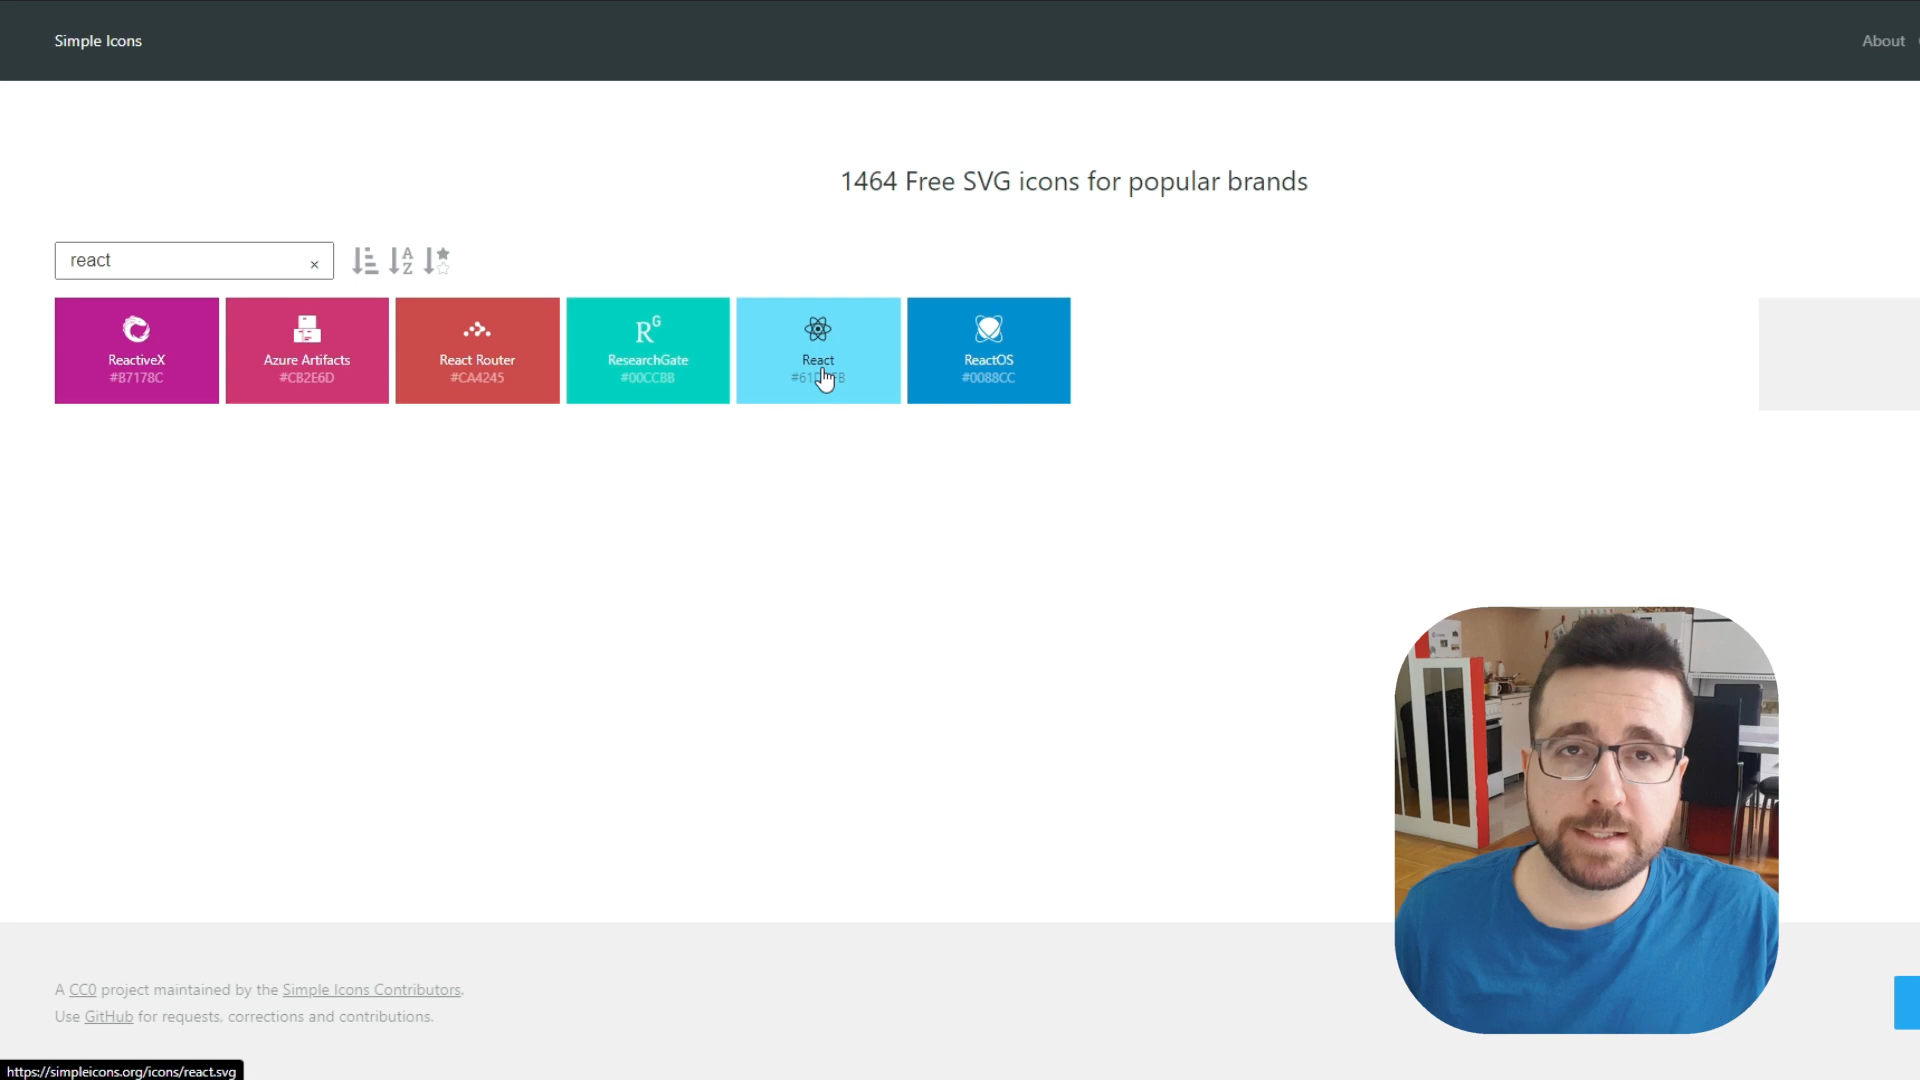 Simple Icons
About
1464 Free SVG icons for popular brands
react
ReactiveX
#B7178C
Azure Artifacts
#CB2E6D
React Router
#CA4245
ResearchGate
#00CCBB
React
ReactOS
#0088CC
A CC0 project maintained by the Simple Icons Contributors.
Use GitHub for requests, corrections and contributions.
https://simpleicons.org/icons/react.svg